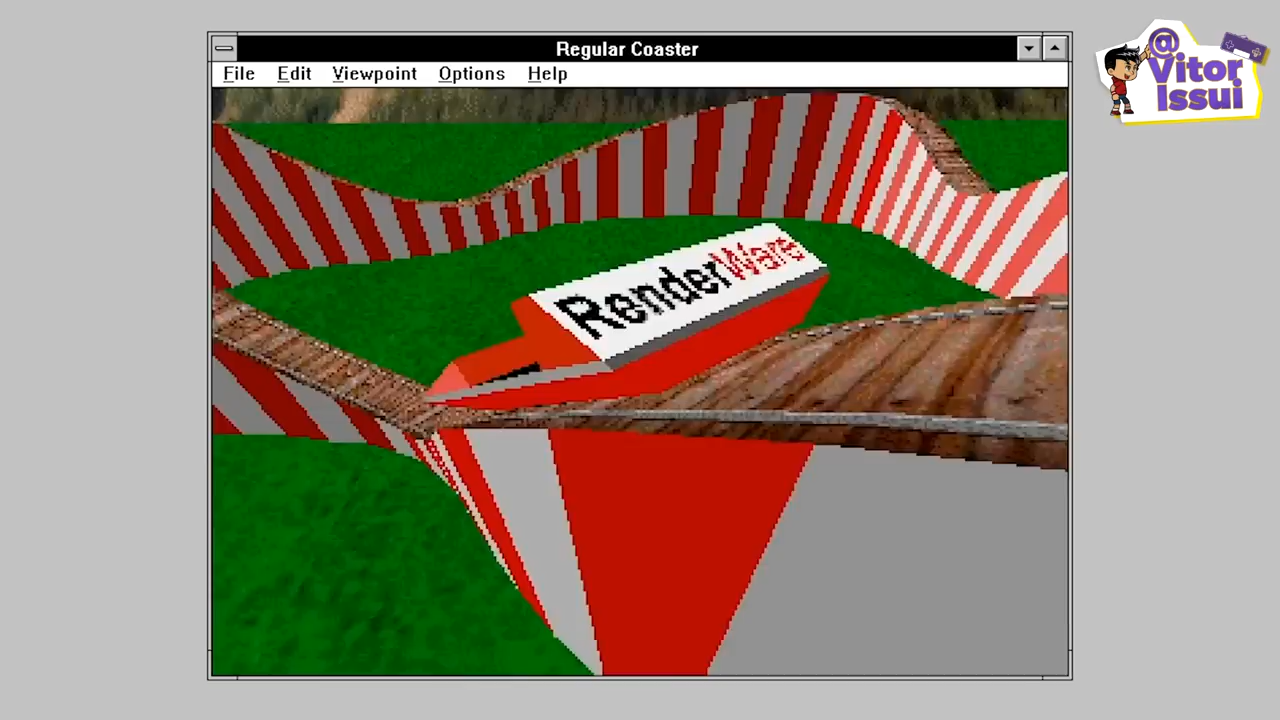 Regular Coaster
File Edit Viewpoint Options Help
@
Vitor
Issui
RenderWare